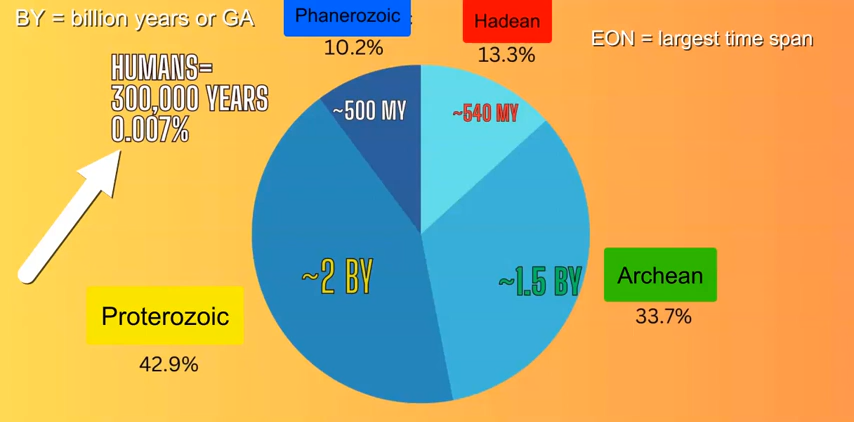 BY = billion years or GA
Phanerozoic
10.2%
Hadean
13.3%
EON = largest time span
HUMANS=
300,000 YEARS
0.007%
~500 MY
~540 MY
~2 BY
~1.5 BY
Archean
33.7%
Proterozoic
42.9%